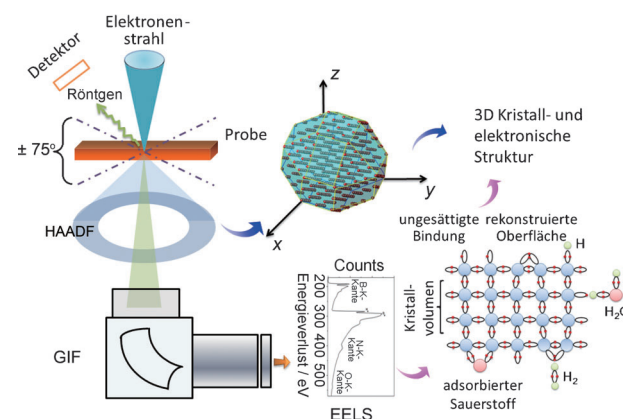 Elektronen-
strahl
Detektor
Röntgen
Probe
± 75°
HAADF
GIF
z
y
x
3D Kristall- und
elektronische
Struktur
ungesättigte
Bindung
rekonstruierte
Oberfläche
H
H₂O
H₂
Kristall-
volumen
adsorbierter
Sauerstoff
Counts
200
300
400
500
Energieverlust / eV
B-K-
Kante
N-K-
Kante
O-K-
Kante
EELS